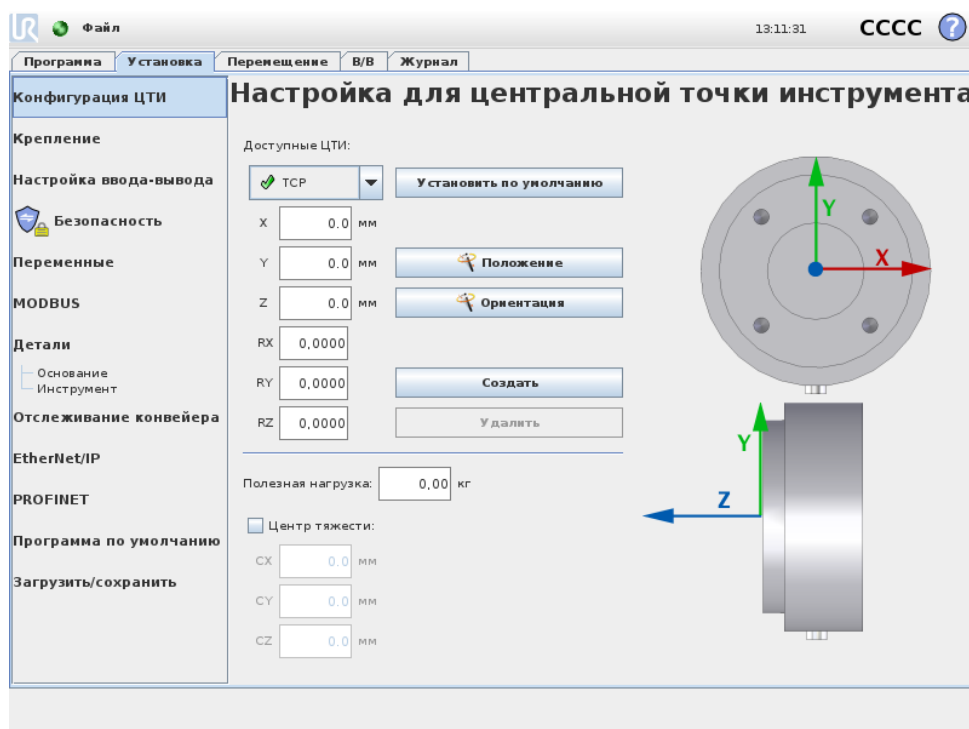 UR Файл 13:11:31 CCCC ?
Программа Установка Перемещение В/В Журнал
Конфигурация ЦТИ
Крепление
Настройка ввода-вывода
Безопасность
Переменные
MODBUS
Детали
Основание
Инструмент
Отслеживание конвейера
EtherNet/IP
PROFINET
Программа по умолчанию
Загрузить/сохранить
Настройка для центральной точки инструмента
Доступные ЦТИ:
TCP Установить по умолчанию
X 0.0 мм
Y 0.0 мм Положение
Z 0.0 мм Ориентация
RX 0,0000
RY 0,0000 Создать
RZ 0,0000 Удалить
Полезная нагрузка: 0,00 кг
Центр тяжести:
CX 0.0 мм
CY 0.0 мм
CZ 0.0 мм
Y
X
Y
Z